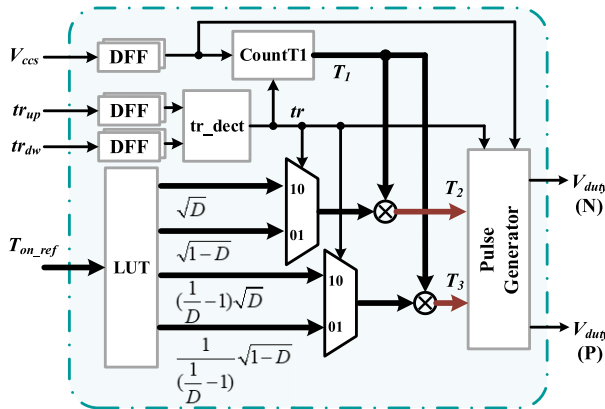 V_ccs
DFF
CountT1
T_1
tr_up
DFF
tr_dect
tr
tr_dw
DFF
T_on_ref
LUT
10
√D
01
√(1-D)
10
(1/D-1)√D
01
1/(1/D-1) √(1-D)
T_2
T_3
Pulse
Generator
V_duty
(N)
V_duty
(P)